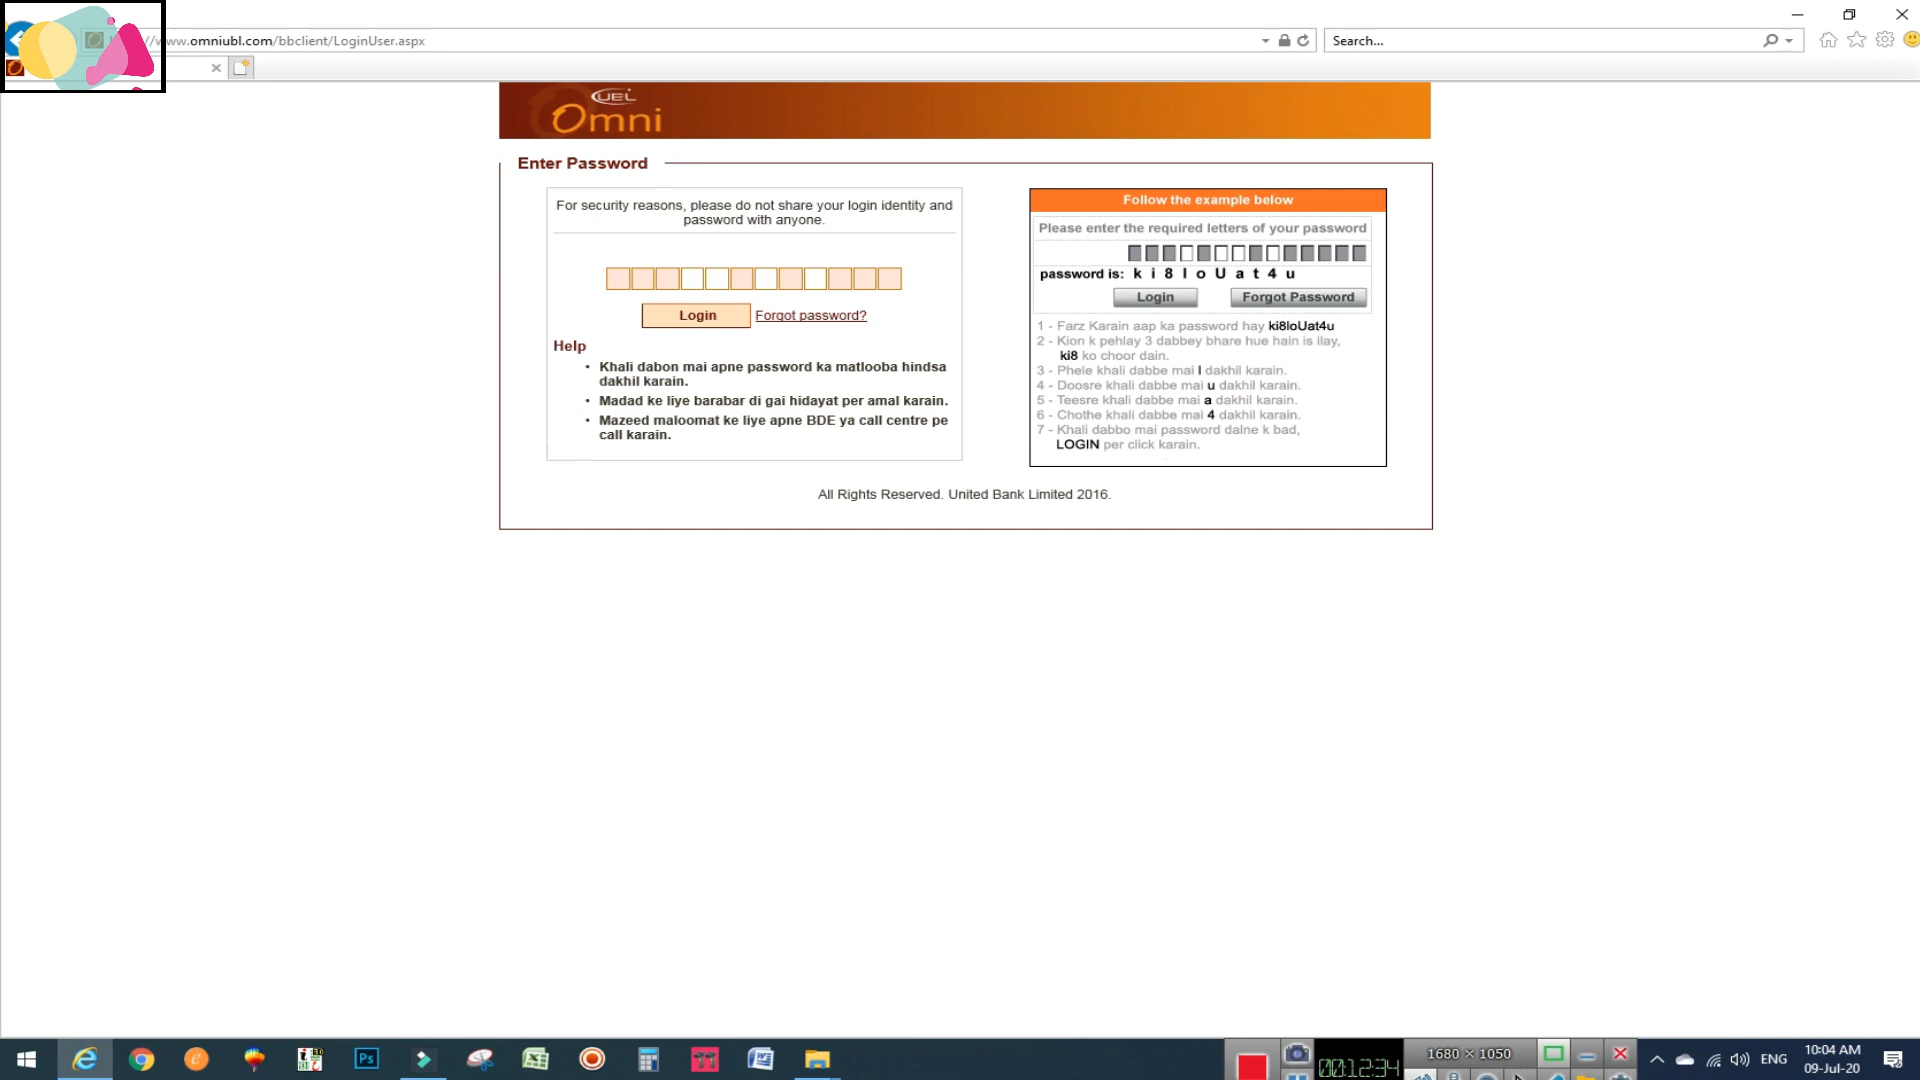 www.omniubl.com/bbclient/LoginUser.aspx
Search...
UBL
Omni
Enter Password
For security reasons, please do not share your login identity and
password with anyone.
Login Forgot password?
Help
• Khali dabon mai apne password ka matlooba hindsa
dakhil karain.
• Madad ke liye barabar di gai hidayat per amal karain.
• Mazeed maloomat ke liye apne BDE ya call centre pe
call karain.
Follow the example below
Please enter the required letters of your password
password is: k i 8 l o U a t 4 u
Login Forgot Password
1 - Farz Karain aap ka password hay ki8loUat4u
2 - Kion k pehlay 3 dabbey bhare hue hain is ilay,
ki8 ko choor dain.
3 - Phele khali dabbe mai l dakhil karain.
4 - Doosre khali dabbe mai u dakhil karain.
5 - Teesre khali dabbe mai a dakhil karain.
6 - Chothe khali dabbe mai 4 dakhil karain.
7 - Khali dabbo mai password dalne k bad,
LOGIN per click karain.
All Rights Reserved. United Bank Limited 2016.
Ps
00:12:34
1680 × 1050
ENG
10:04 AM
09-Jul-20